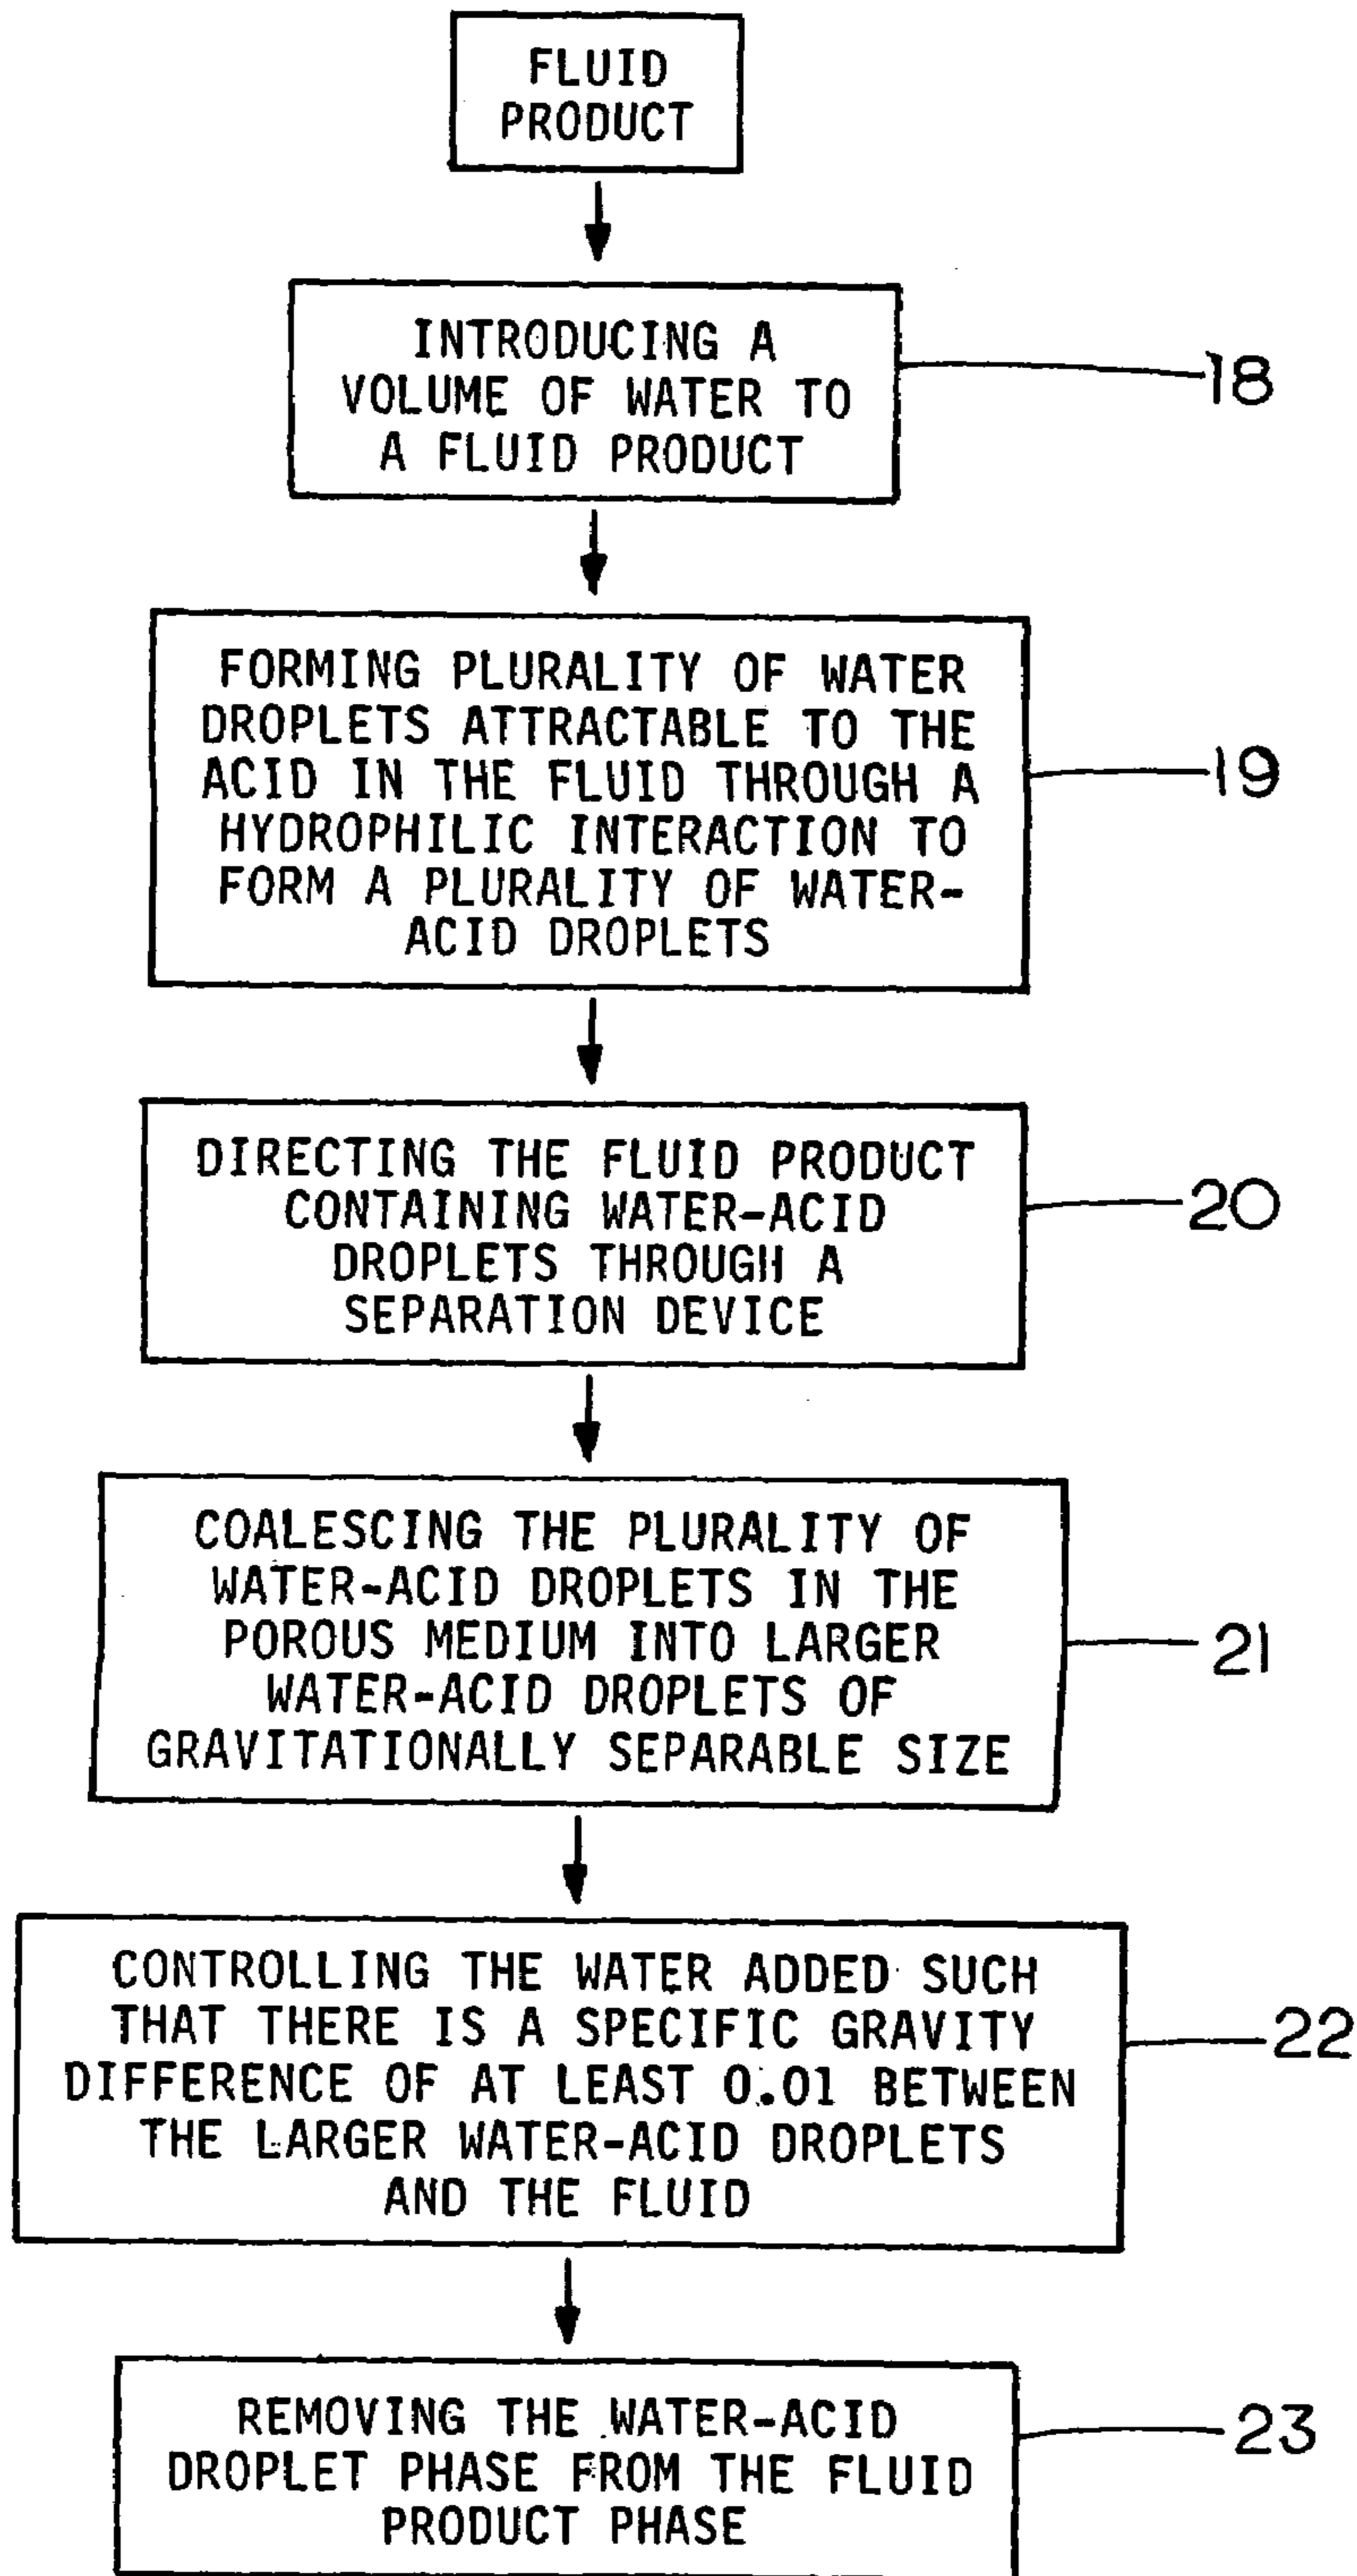 FLUID
PRODUCT
INTRODUCING A
VOLUME OF WATER TO
A FLUID PRODUCT
18
FORMING PLURALITY OF WATER
DROPLETS ATTRACTABLE TO THE
ACID IN THE FLUID THROUGH A
HYDROPHILIC INTERACTION TO
FORM A PLURALITY OF WATER-
ACID DROPLETS
19
DIRECTING THE FLUID PRODUCT
CONTAINING WATER-ACID
DROPLETS THROUGH A
SEPARATION DEVICE
20
COALESCING THE PLURALITY OF
WATER-ACID DROPLETS IN THE
POROUS MEDIUM INTO LARGER
WATER-ACID DROPLETS OF
GRAVITATIONALLY SEPARABLE SIZE
21
CONTROLLING THE WATER ADDED SUCH
THAT THERE IS A SPECIFIC GRAVITY
DIFFERENCE OF AT LEAST 0.01 BETWEEN
THE LARGER WATER-ACID DROPLETS
AND THE FLUID
22
REMOVING THE WATER-ACID
DROPLET PHASE FROM THE FLUID
PRODUCT PHASE
23